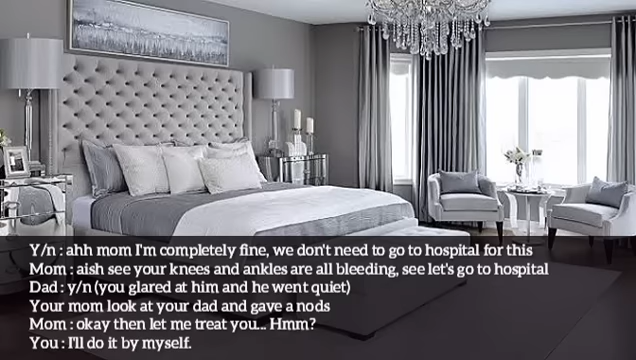 Y/n : ahh mom I'm completely fine, we don't need to go to hospital for this
Mom : aish see your knees and ankles are all bleeding, see let's go to hospital
Dad : y/n (you glared at him and he went quiet)
Your mom look at your dad and gave a nods
Mom : okay then let me treat you... Hmm?
You : I'll do it by myself.